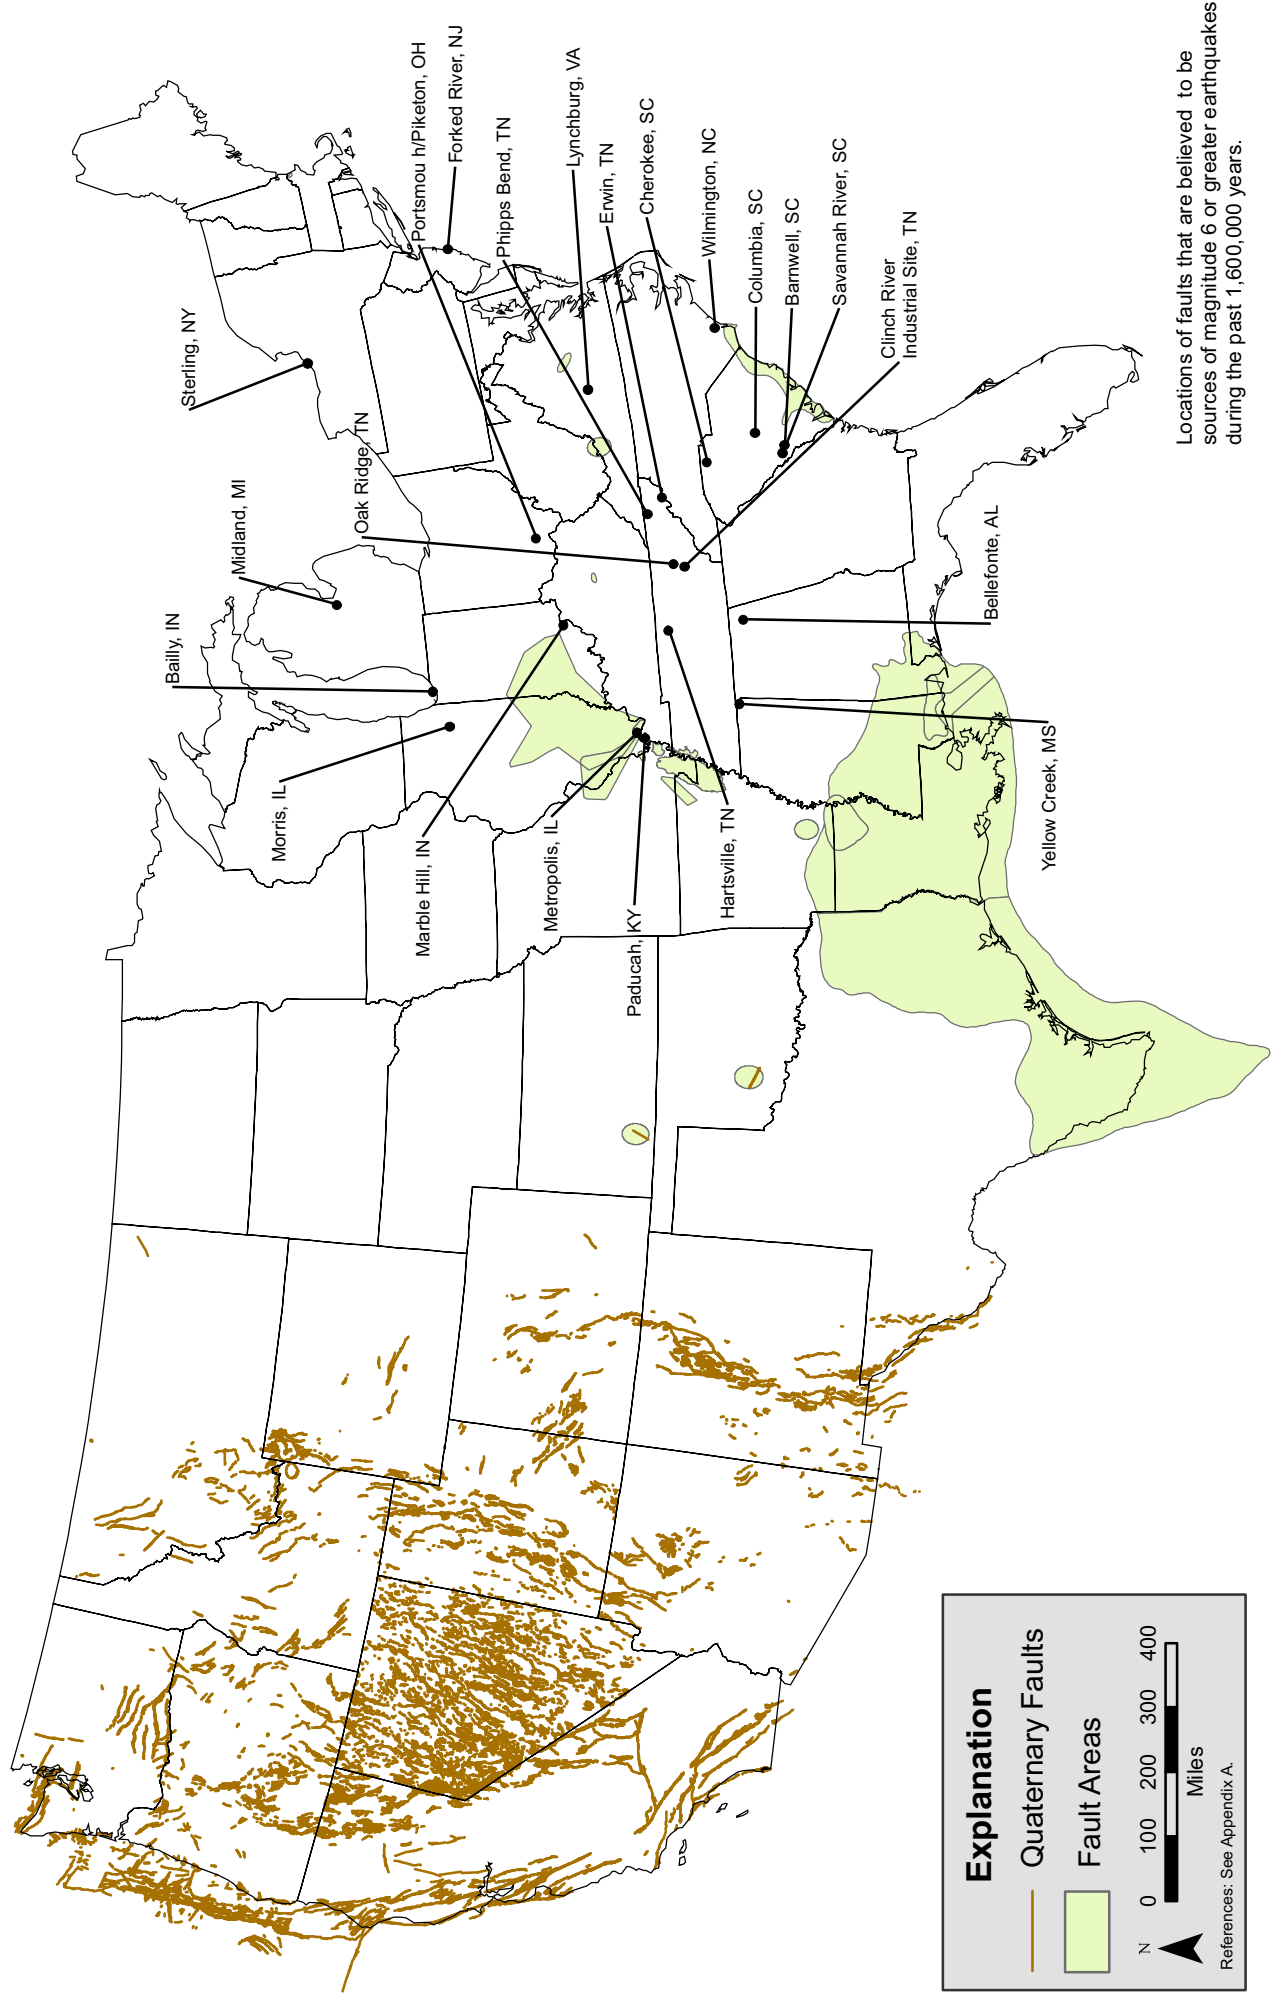 Sterling, NY
Midland, MI
Bailly, IN
Oak Ridge, TN
Portsmou h/Piketon, OH
Forked River, NJ
Phipps Bend, TN
Lynchburg, VA
Erwin, TN
Cherokee, SC
Wilmington, NC
Columbia, SC
Barnwell, SC
Savannah River, SC
Clinch River
Industrial Site, TN
Morris, IL
Marble Hill, IN
Metropolis, IL
Paducah, KY
Hartsville, TN
Bellefonte, AL
Yellow Creek, MS
Locations of faults that are believed to be
sources of magnitude 6 or greater earthquakes
during the past 1,600,000 years.
Explanation
Quaternary Faults
Fault Areas
N
0 100 200 300 400
Miles
References: See Appendix A.